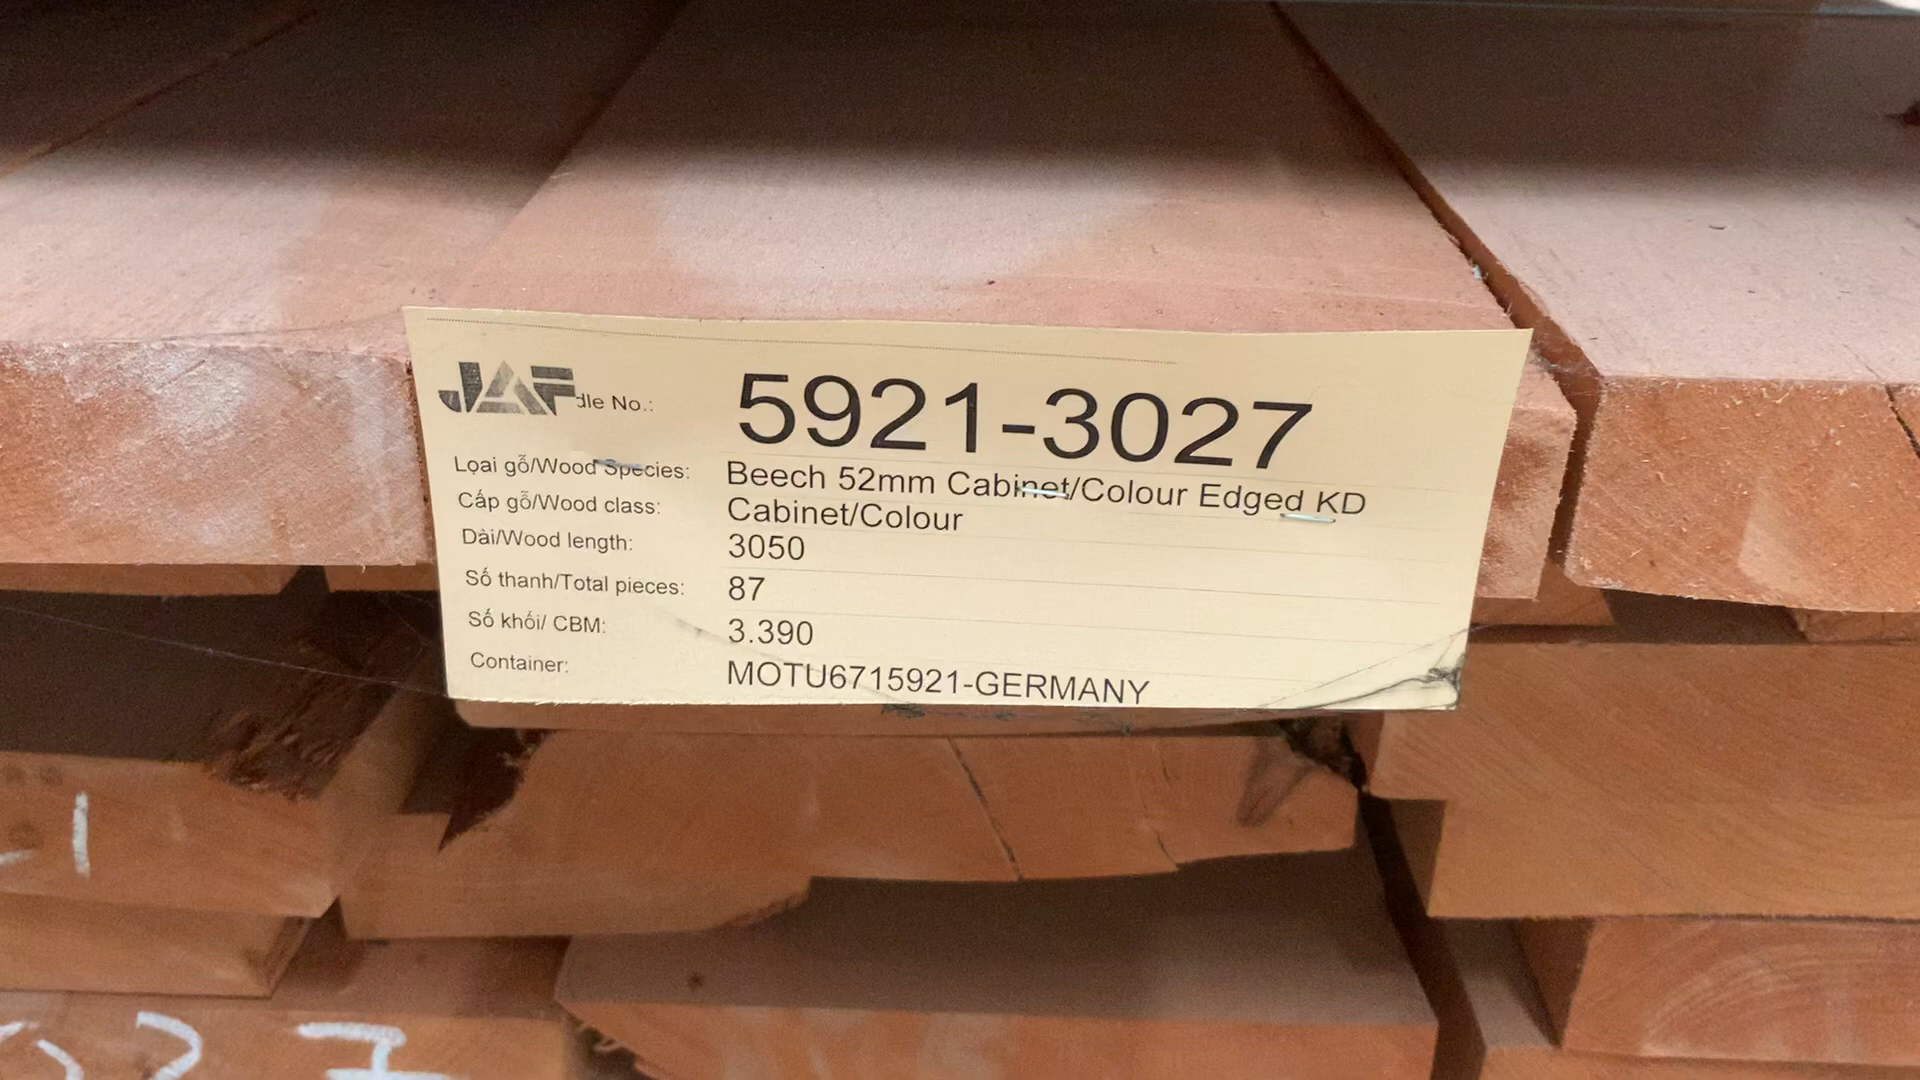 JAF dle No.: 5921-3027
Loại gỗ/Wood Species: Beech 52mm Cabinet/Colour Edged KD
Cấp gỗ/Wood class: Cabinet/Colour
Dài/Wood length: 3050
Số thanh/Total pieces: 87
Số khối/ CBM: 3.390
Container: MOTU6715921-GERMANY